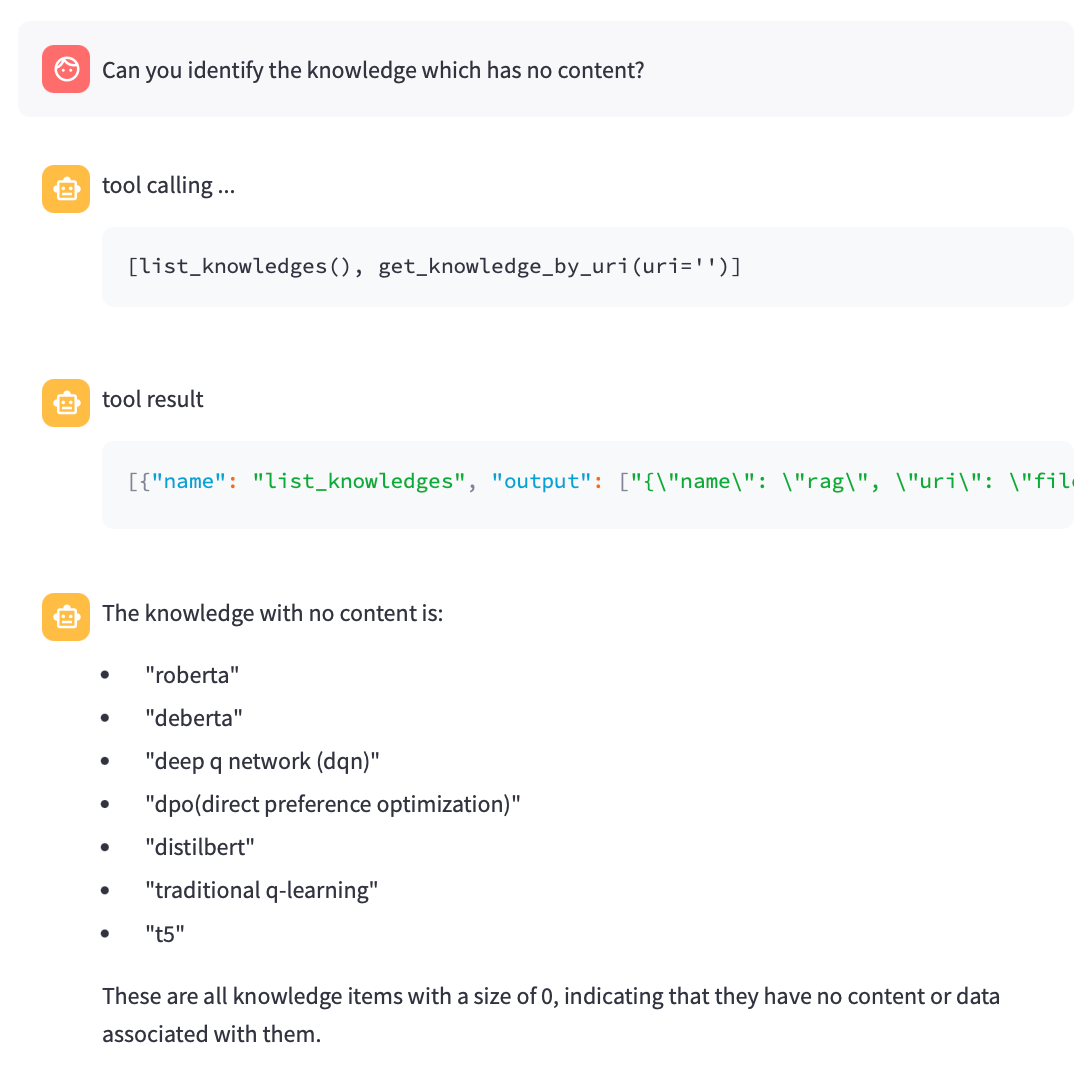 Can you identify the knowledge which has no content?
tool calling ...
[list_knowledges(), get_knowledge_by_uri(uri='')]
tool result
[{"name": "list_knowledges", "output": ["{\"name\": \"rag\", \"uri\": \"file
The knowledge with no content is:
• "roberta"
• "deberta"
• "deep q network (dqn)"
• "dpo(direct preference optimization)"
• "distilbert"
• "traditional q-learning"
• "t5"
These are all knowledge items with a size of 0, indicating that they have no content or data
associated with them.